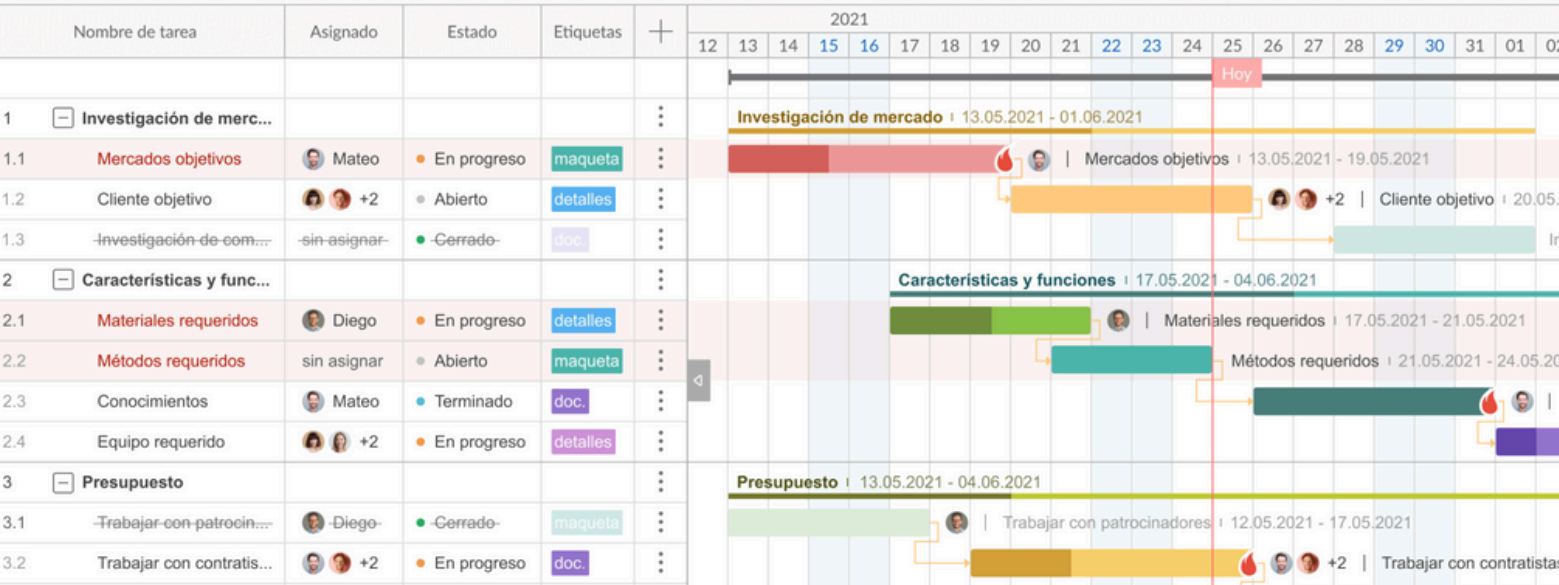 2021
Nombre de tarea Asignado Estado Etiquetas
12 13 14 15 16 17 18 19 20 21 22 23 24 25 26 27 28 29 30 31 01 02
Hoy
1 Investigación de merc... Investigación de mercado 13.05.2021 - 01.06.2021
1.1 Mercados objetivos Mateo En progreso maqueta Mercados objetivos 13.05.2021 - 19.05.2021
1.2 Cliente objetivo +2 Abierto detalles +2 | Cliente objetivo 20.05.
1.3 Investigación de com... sin asignar Cerrado doc.
2 Características y func... Características y funciones 17.05.2021 - 04.06.2021
2.1 Materiales requeridos Diego En progreso detalles | Materiales requeridos 17.05.2021 - 21.05.2021
2.2 Métodos requeridos sin asignar Abierto maqueta Métodos requeridos 21.05.2021 - 24.05.20
2.3 Conocimientos Mateo Terminado doc.
2.4 Equipo requerido +2 En progreso detalles
3 Presupuesto Presupuesto 13.05.2021 - 04.06.2021
3.1 Trabajar con patrocin... Diego Cerrado maqueta | Trabajar con patrocinadores 12.05.2021 - 17.05.2021
3.2 Trabajar con contratis... +2 En progreso doc. +2 | Trabajar con contratistas